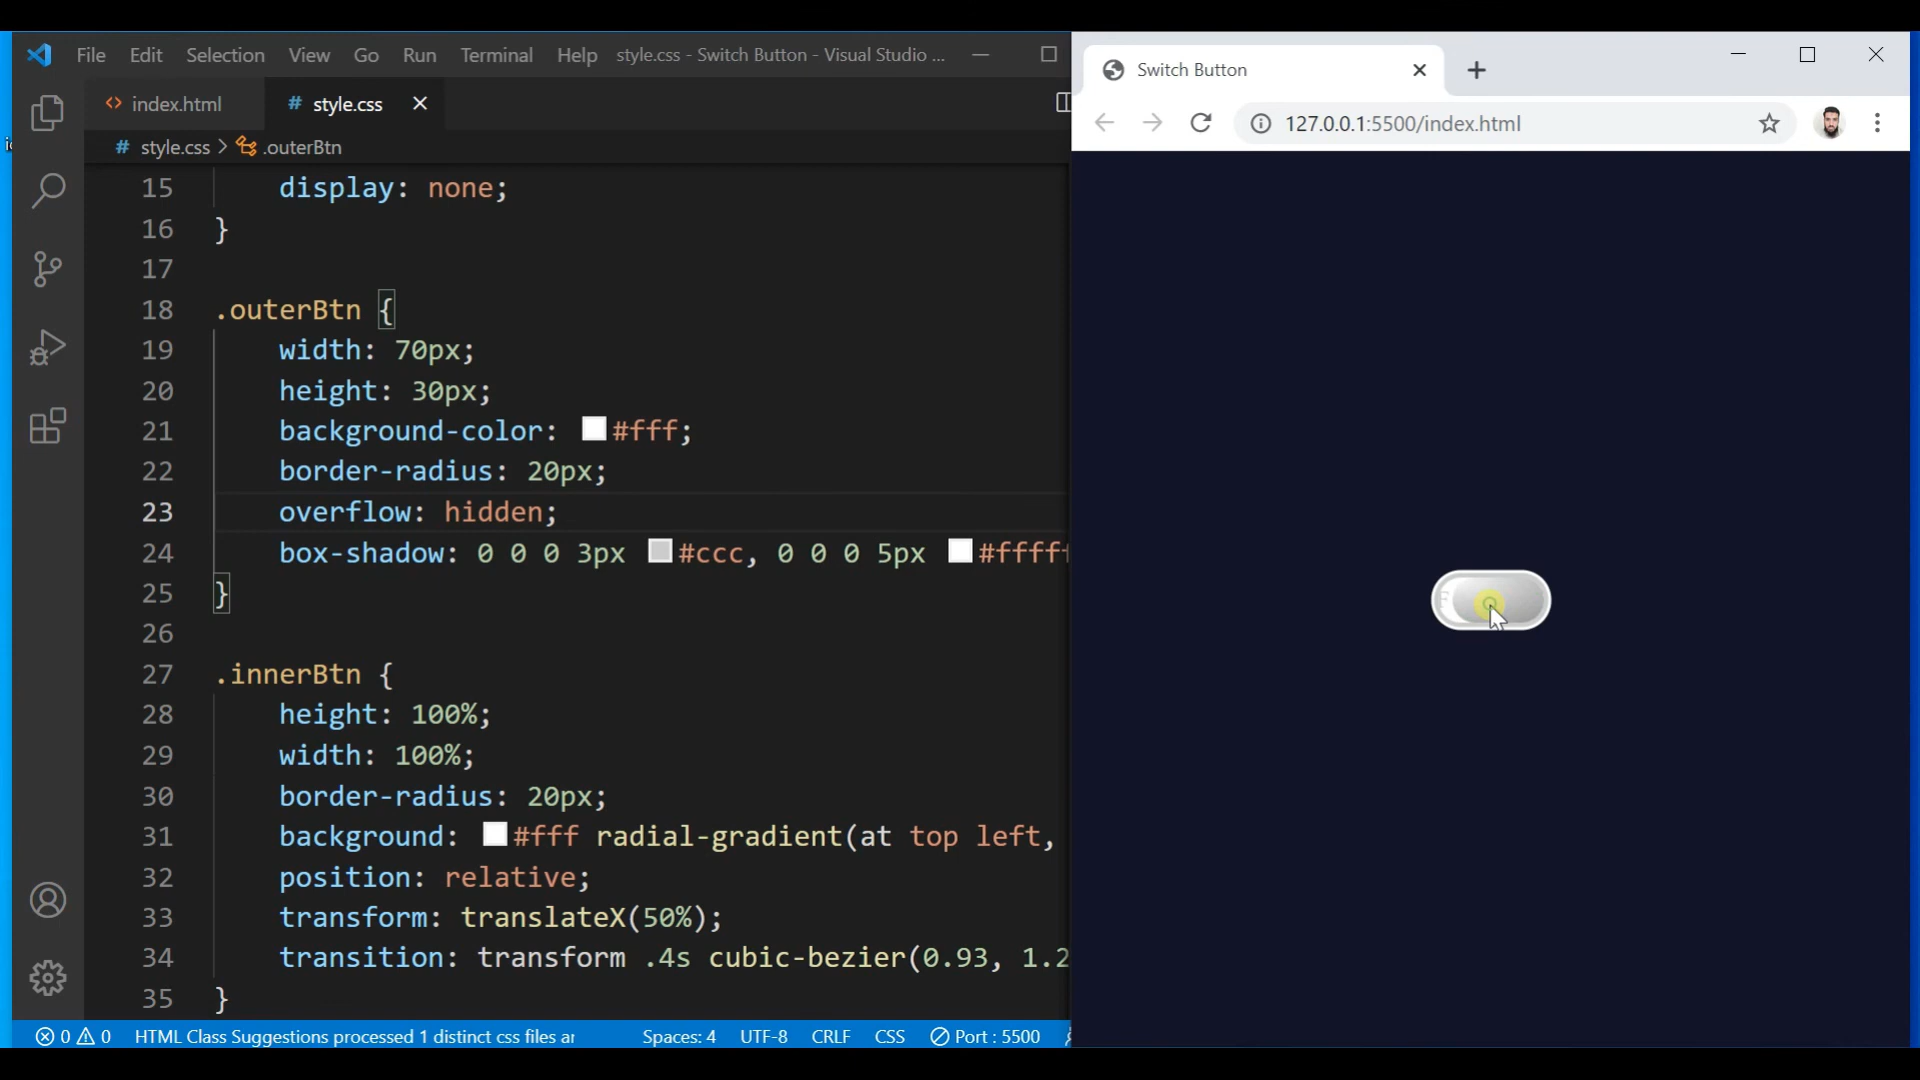 File Edit Selection View Go Run Terminal Help style.css - Switch Button - Visual Studio ...
index.html # style.css
# style.css > .outerBtn
15 display: none;
16 }
17
18 .outerBtn {
19 width: 70px;
20 height: 30px;
21 background-color: #fff;
22 border-radius: 20px;
23 overflow: hidden;
24 box-shadow: 0 0 0 3px #ccc, 0 0 0 5px #ffff
25 }
26
27 .innerBtn {
28 height: 100%;
29 width: 100%;
30 border-radius: 20px;
31 background: #fff radial-gradient(at top left,
32 position: relative;
33 transform: translateX(50%);
34 transition: transform .4s cubic-bezier(0.93, 1.2
35 }
0 0 HTML Class Suggestions processed 1 distinct css files ar Spaces: 4 UTF-8 CRLF CSS Port : 5500
Switch Button
127.0.0.1:5500/index.html